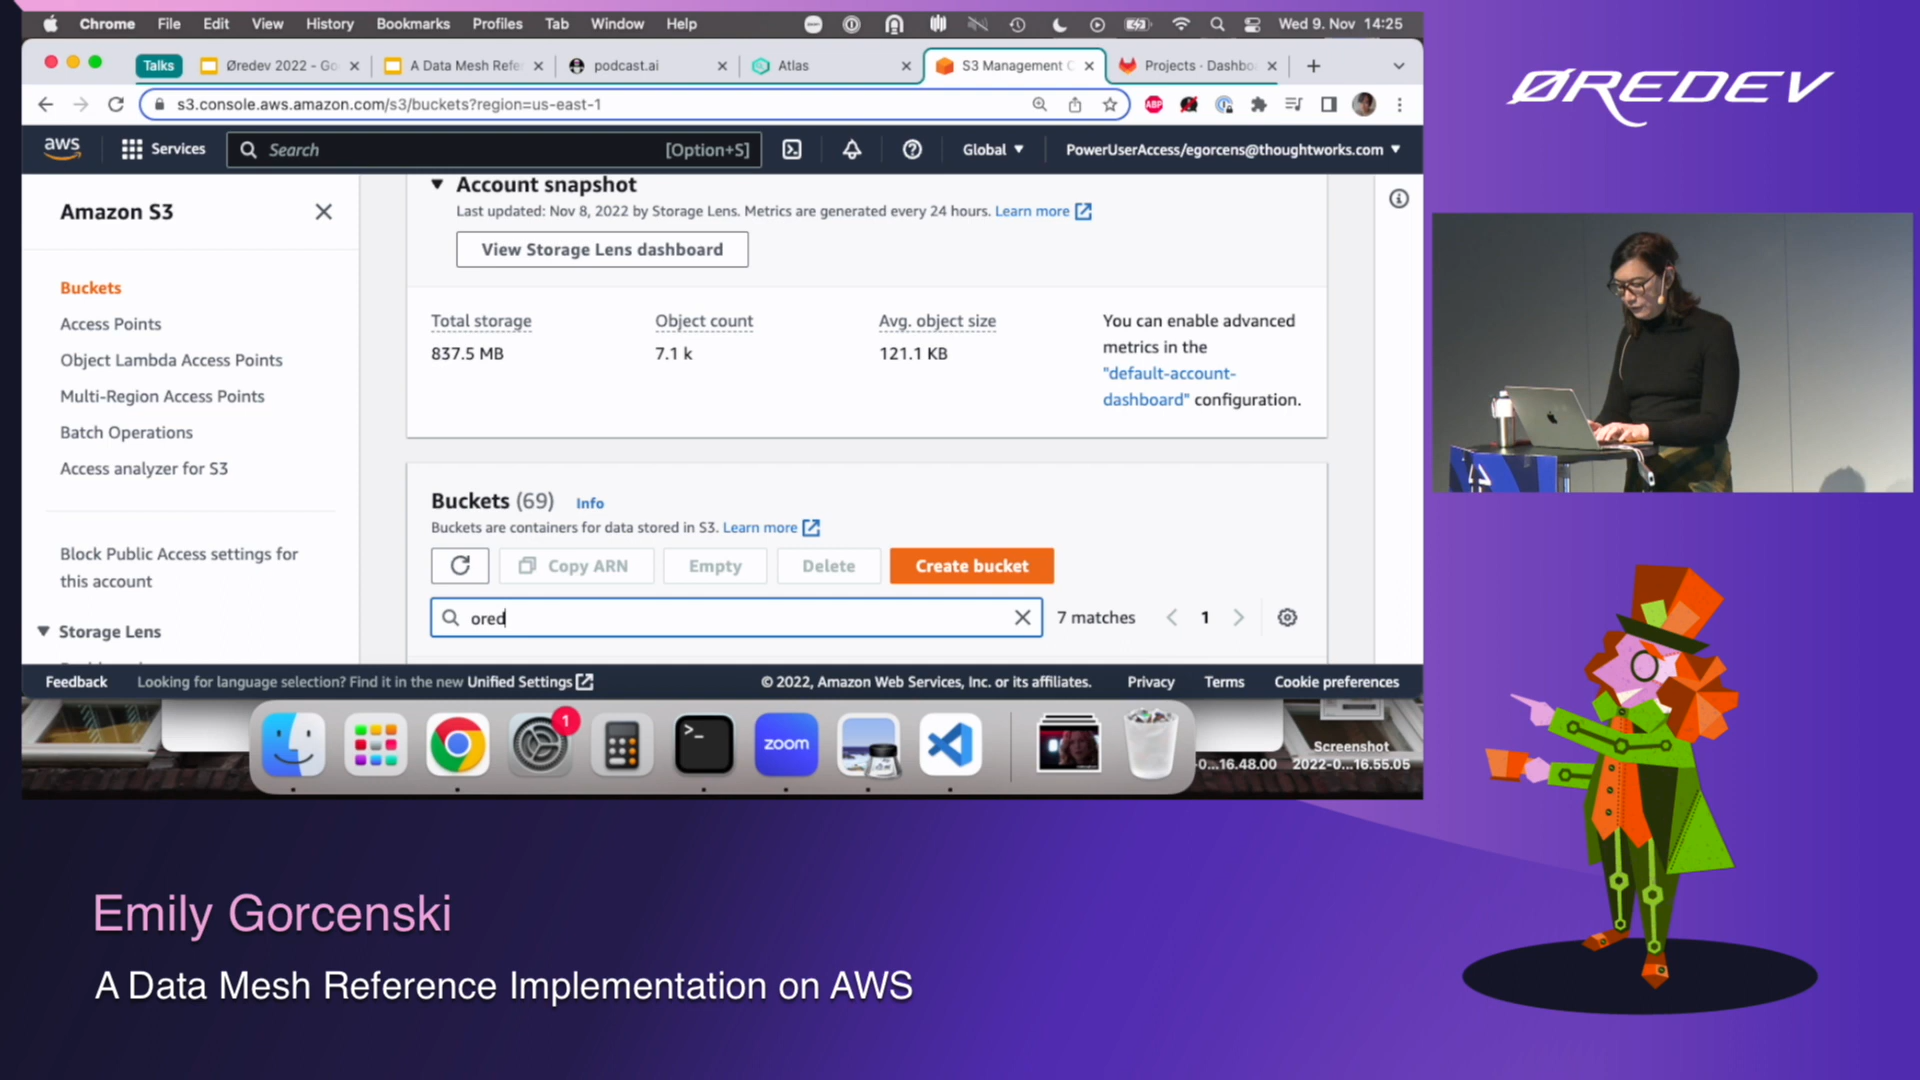 Chrome File Edit View History Bookmarks Profiles Tab Window Help Wed 9. Nov 14:25
Talks Øredev 2022 - Go A Data Mesh Refe podcast.ai Atlas S3 Management C Projects · Dashbo
s3.console.aws.amazon.com/s3/buckets?region=us-east-1 ABP
aws Services Search [Option+S] Global PowerUserAccess/egorcens@thoughtworks.com
ØREDEV
Amazon S3
Buckets
Access Points
Object Lambda Access Points
Multi-Region Access Points
Batch Operations
Access analyzer for S3
Block Public Access settings for
this account
Storage Lens
Account snapshot
Last updated: Nov 8, 2022 by Storage Lens. Metrics are generated every 24 hours. Learn more
View Storage Lens dashboard
Total storage
837.5 MB
Object count
7.1 k
Avg. object size
121.1 KB
You can enable advanced
metrics in the
"default-account-
dashboard" configuration.
Buckets (69) Info
Buckets are containers for data stored in S3. Learn more
Copy ARN Empty Delete Create bucket
ored 7 matches 1
Feedback Looking for language selection? Find it in the new Unified Settings © 2022, Amazon Web Services, Inc. or its affiliates. Privacy Terms Cookie preferences
1
>_
zoom
Screenshot
-0...16.48.00 2022-0...16.55.05
Emily Gorcenski
A Data Mesh Reference Implementation on AWS